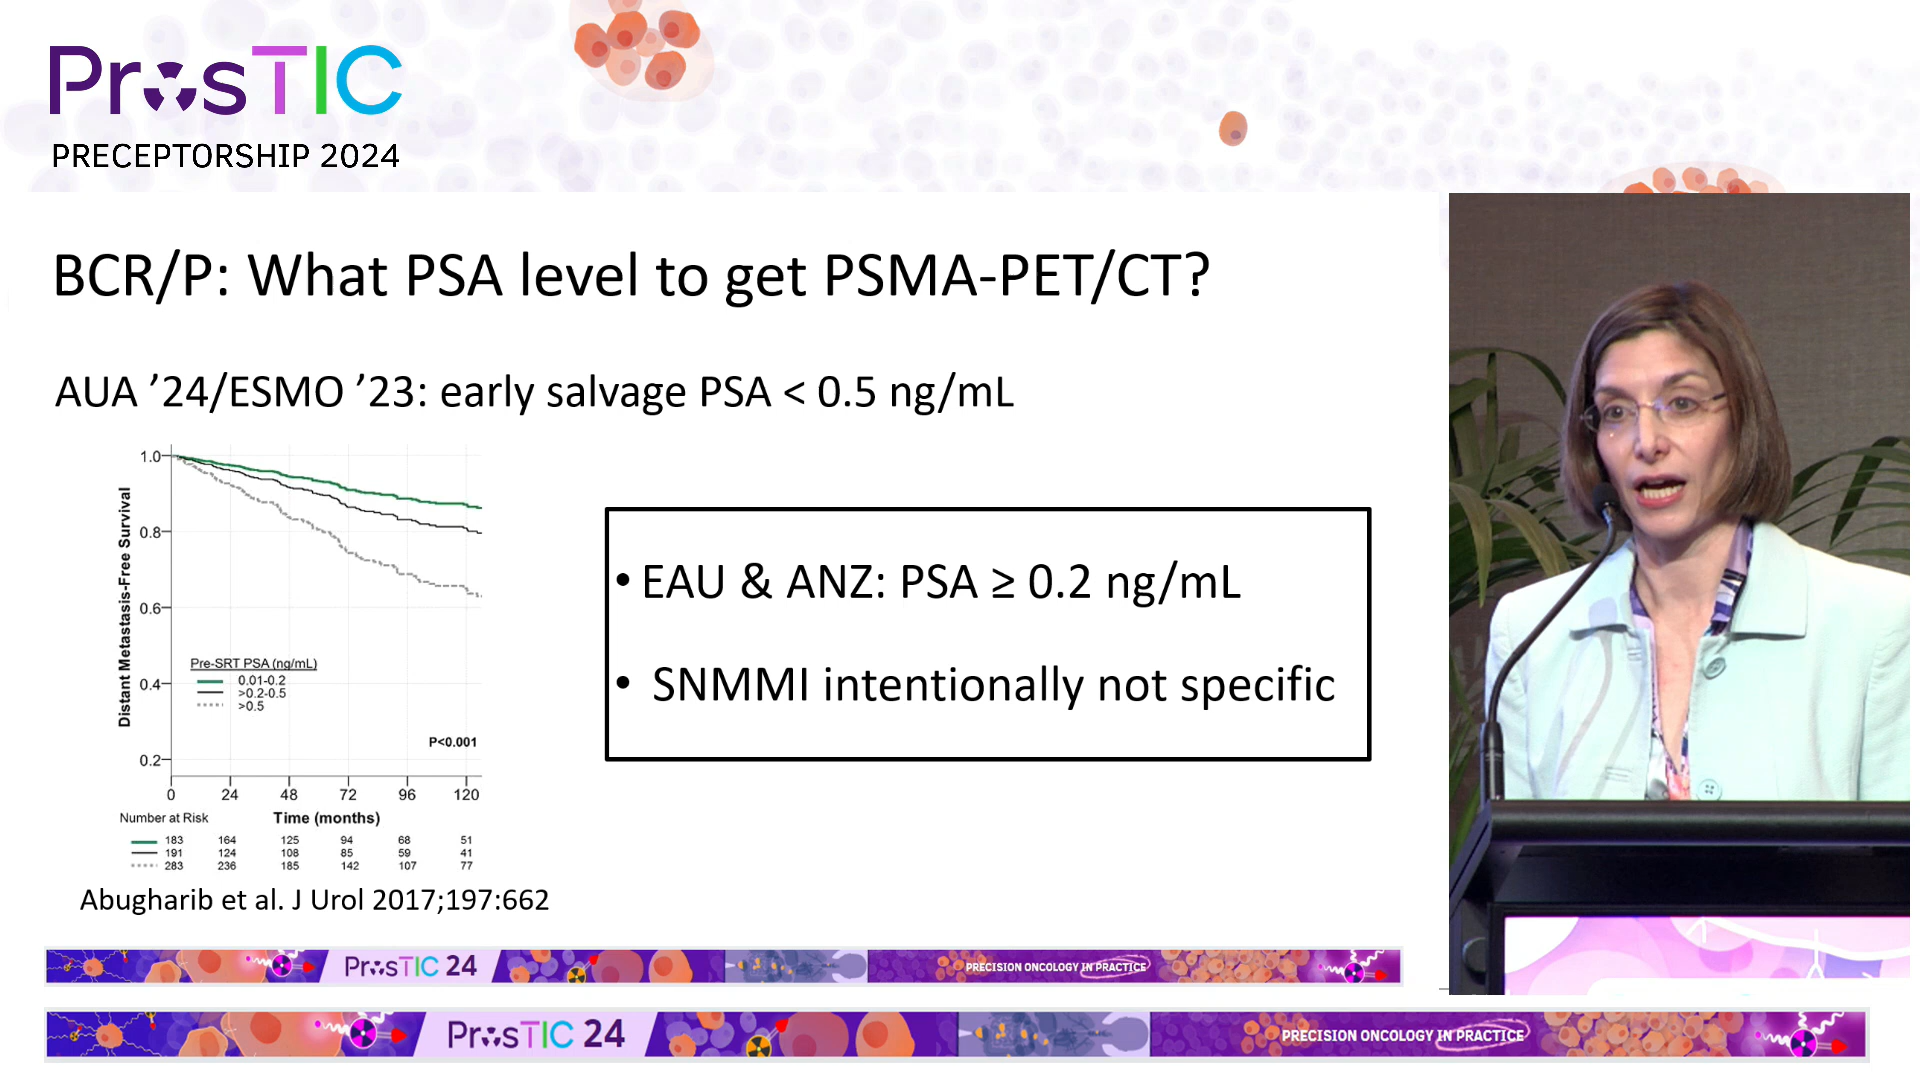 ProsTIC
PRECEPTORSHIP 2024
BCR/P: What PSA level to get PSMA-PET/CT?
AUA ’24/ESMO ’23: early salvage PSA < 0.5 ng/mL
Distant Metastasis-Free Survival
1.0
0.8
0.6
0.4
0.2
Pre-SRT PSA (ng/mL)
0.01-0.2
>0.2-0.5
>0.5
P<0.001
0 24 48 72 96 120
Number at Risk Time (months)
183 164 125 94 68 51
191 124 108 85 59 41
283 236 185 142 107 77
Abugharib et al. J Urol 2017;197:662
• EAU & ANZ: PSA ≥ 0.2 ng/mL
• SNMMI intentionally not specific
ProsTIC 24
PRECISION ONCOLOGY IN PRACTICE
ProsTIC 24
PRECISION ONCOLOGY IN PRACTICE